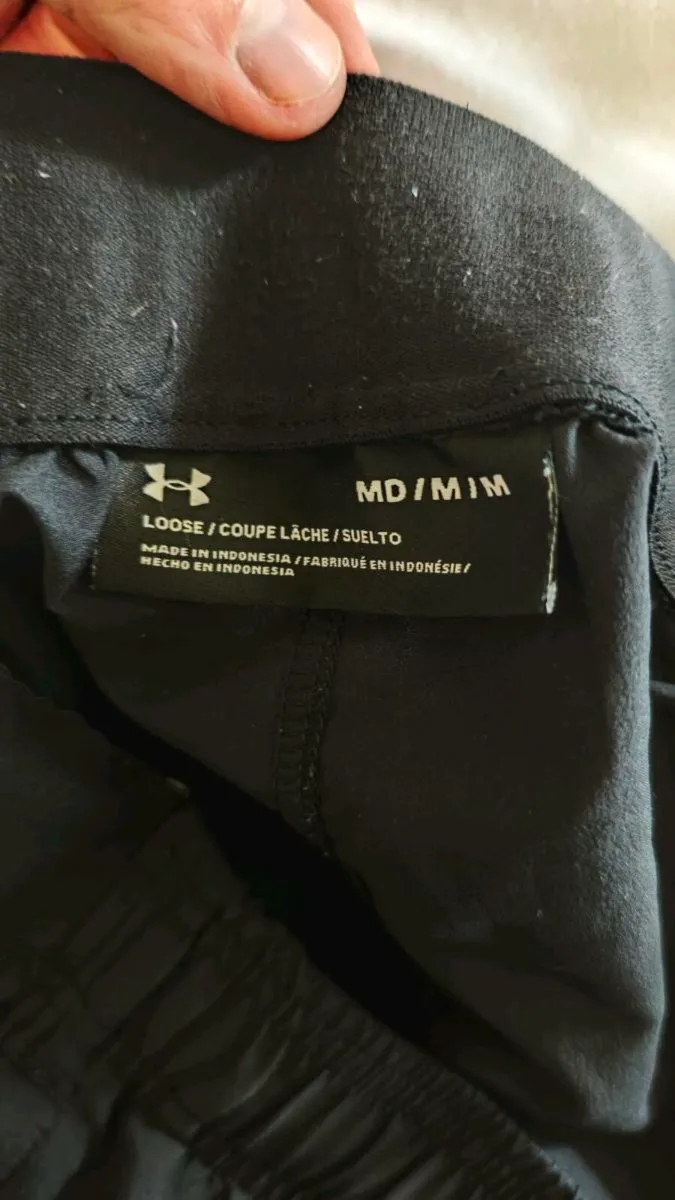 MD / M / M
LOOSE / COUPE LÂCHE / SUELTO
MADE IN INDONESIA / FABRIQUÉ EN INDONÉSIE /
HECHO EN INDONESIA